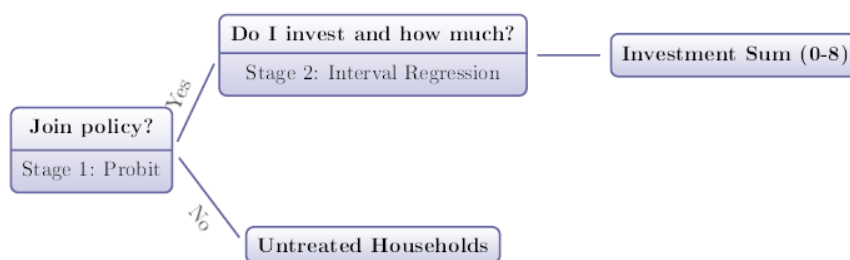 Do I invest and how much?
Stage 2: Interval Regression
Investment Sum (0-8)
Yes
Join policy?
Stage 1: Probit
No
Untreated Households